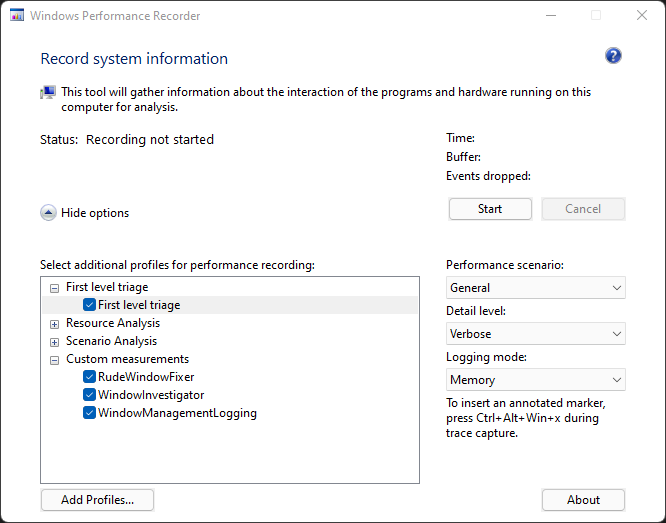 Windows Performance Recorder
Record system information
This tool will gather information about the interaction of the programs and hardware running on this
computer for analysis.
Status: Recording not started
Time:
Buffer:
Events dropped:
Hide options
Start
Cancel
Select additional profiles for performance recording:
First level triage
First level triage
Resource Analysis
Scenario Analysis
Custom measurements
RudeWindowFixer
WindowInvestigator
WindowManagementLogging
Performance scenario:
General
Detail level:
Verbose
Logging mode:
Memory
To insert an annotated marker,
press Ctrl+Alt+Win+x during
trace capture.
Add Profiles...
About